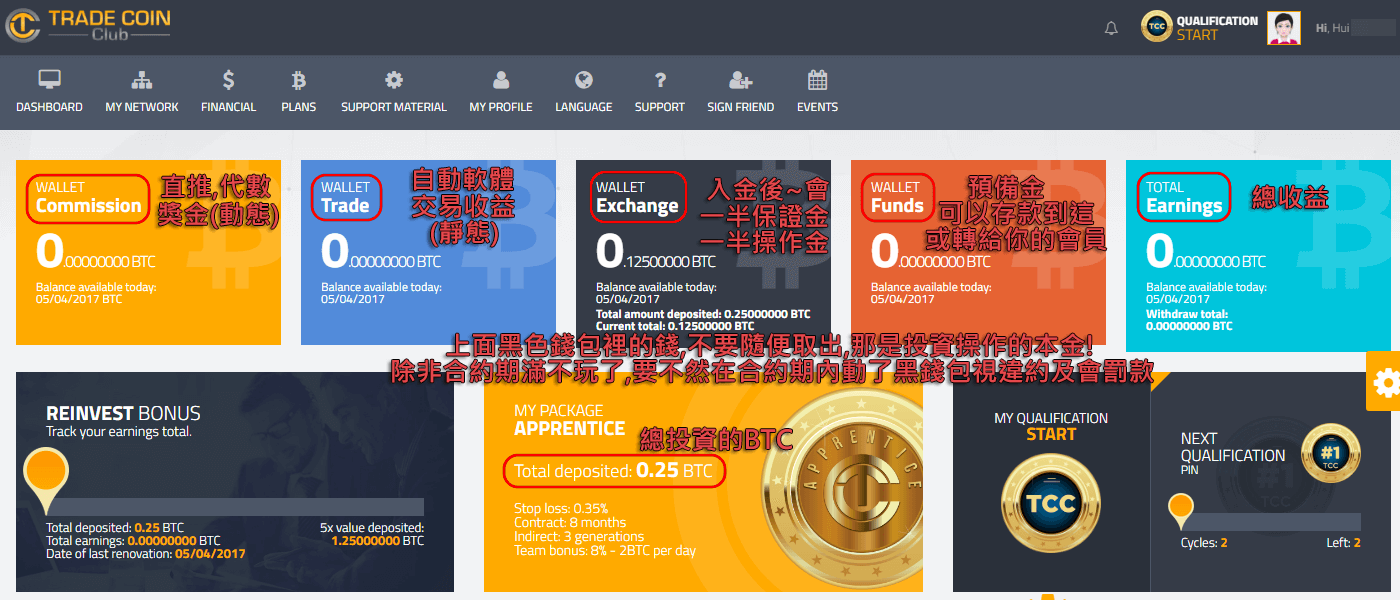 TRADE COIN
Club
QUALIFICATION
START
Hi, Hui
DASHBOARD
MY NETWORK
FINANCIAL
PLANS
SUPPORT MATERIAL
MY PROFILE
LANGUAGE
SUPPORT
SIGN FRIEND
EVENTS
WALLET
Commission
直推,代數
獎金(動態)
0.00000000 BTC
Balance available today:
05/04/2017 BTC
WALLET
Trade
自動軟體
交易收益
(靜態)
0.00000000 BTC
Balance available today:
05/04/2017
WALLET
Exchange
入金後~會
一半保證金
一半操作金
0.12500000 BTC
Balance available today:
05/04/2017
Total amount deposited: 0.25000000 BTC
Current total: 0.12500000 BTC
WALLET
Funds
預備金
可以存款到這
或轉給你的會員
0.00000000 BTC
Balance available today:
05/04/2017
TOTAL
Earnings
總收益
0.00000000 BTC
Balance available today:
05/04/2017
Withdraw total:
0.00000000 BTC
上面黑色錢包裡的錢,不要隨便取出,那是投資操作的本金!
除非合約期滿不玩了,要不然在合約期內動了黑錢包視違約及會罰款
REINVEST BONUS
Track your earnings total.
Total deposited: 0.25 BTC
Total earnings: 0.00000000 BTC
Date of last renovation: 05/04/2017
5x value deposited:
1.25000000 BTC
MY PACKAGE
APPRENTICE
總投資的BTC
Total deposited: 0.25 BTC
Stop loss: 0.35%
Contract: 8 months
Indirect: 3 generations
Team bonus: 8% - 2BTC per day
APPRENTICE
MY QUALIFICATION
START
TCC
NEXT
QUALIFICATION
PIN
#1
TCC
Cycles: 2
Left: 2